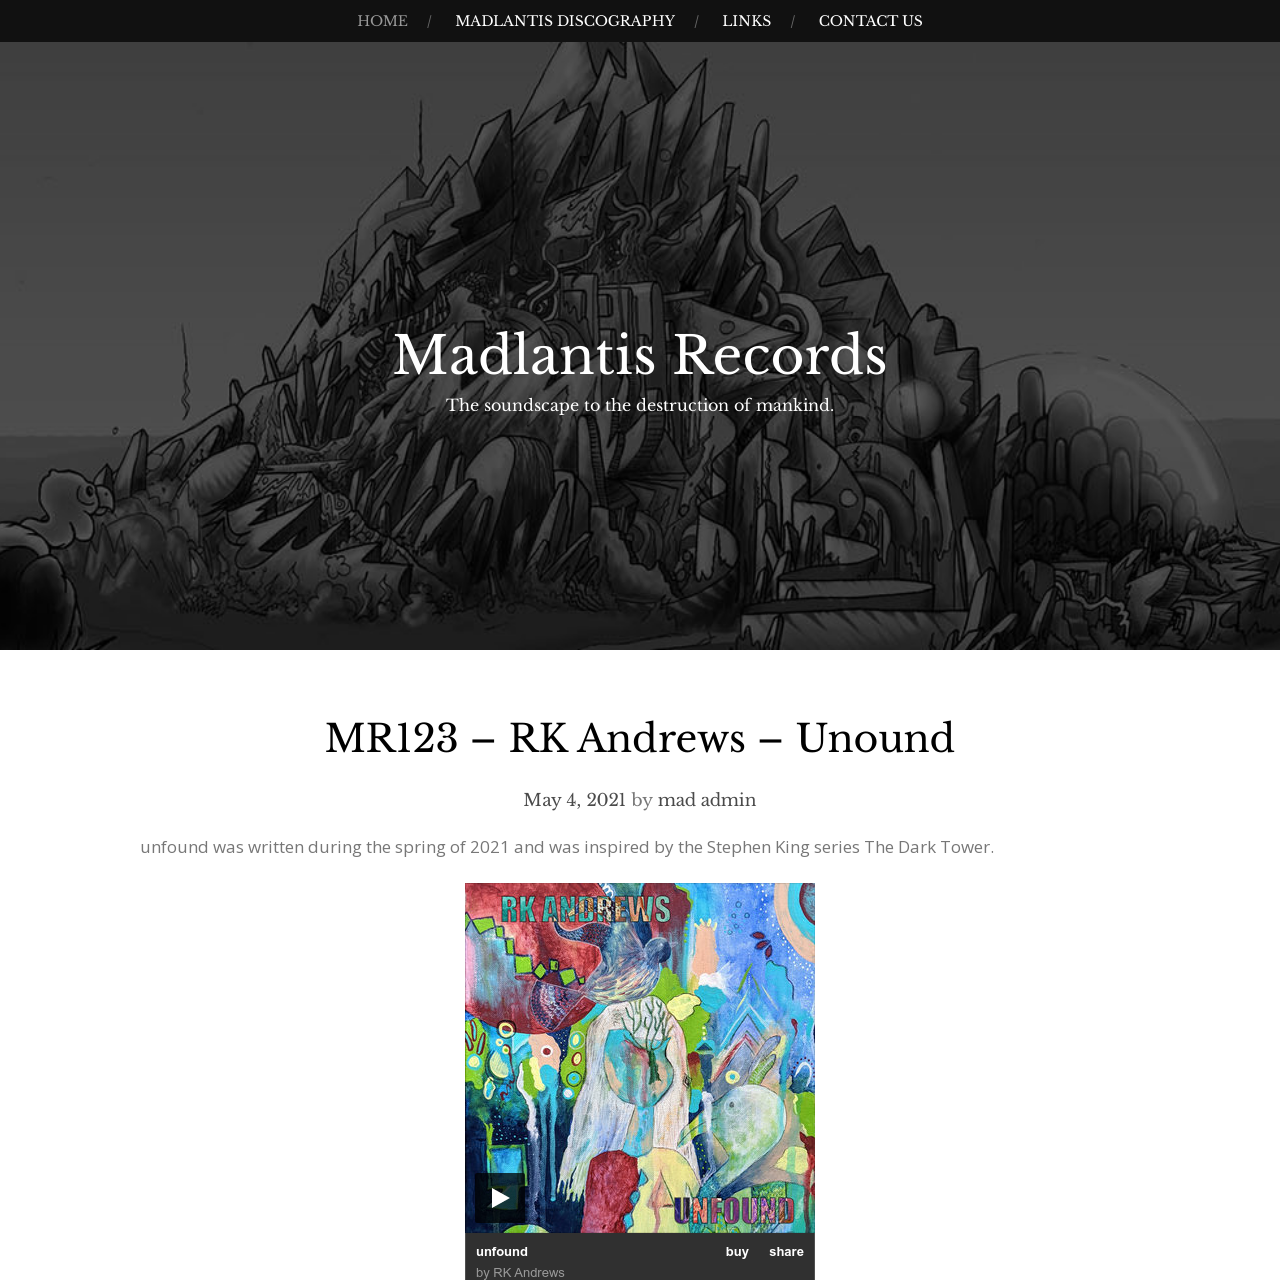 HOME / MADLANTIS DISCOGRAPHY / LINKS / CONTACT US
Madlantis Records
The soundscape to the destruction of mankind.
MR123 – RK Andrews – Unound
May 4, 2021 by mad admin
unfound was written during the spring of 2021 and was inspired by the Stephen King series The Dark Tower.
RK ANDREWS
UNFOUND
unfound buy share
by RK Andrews